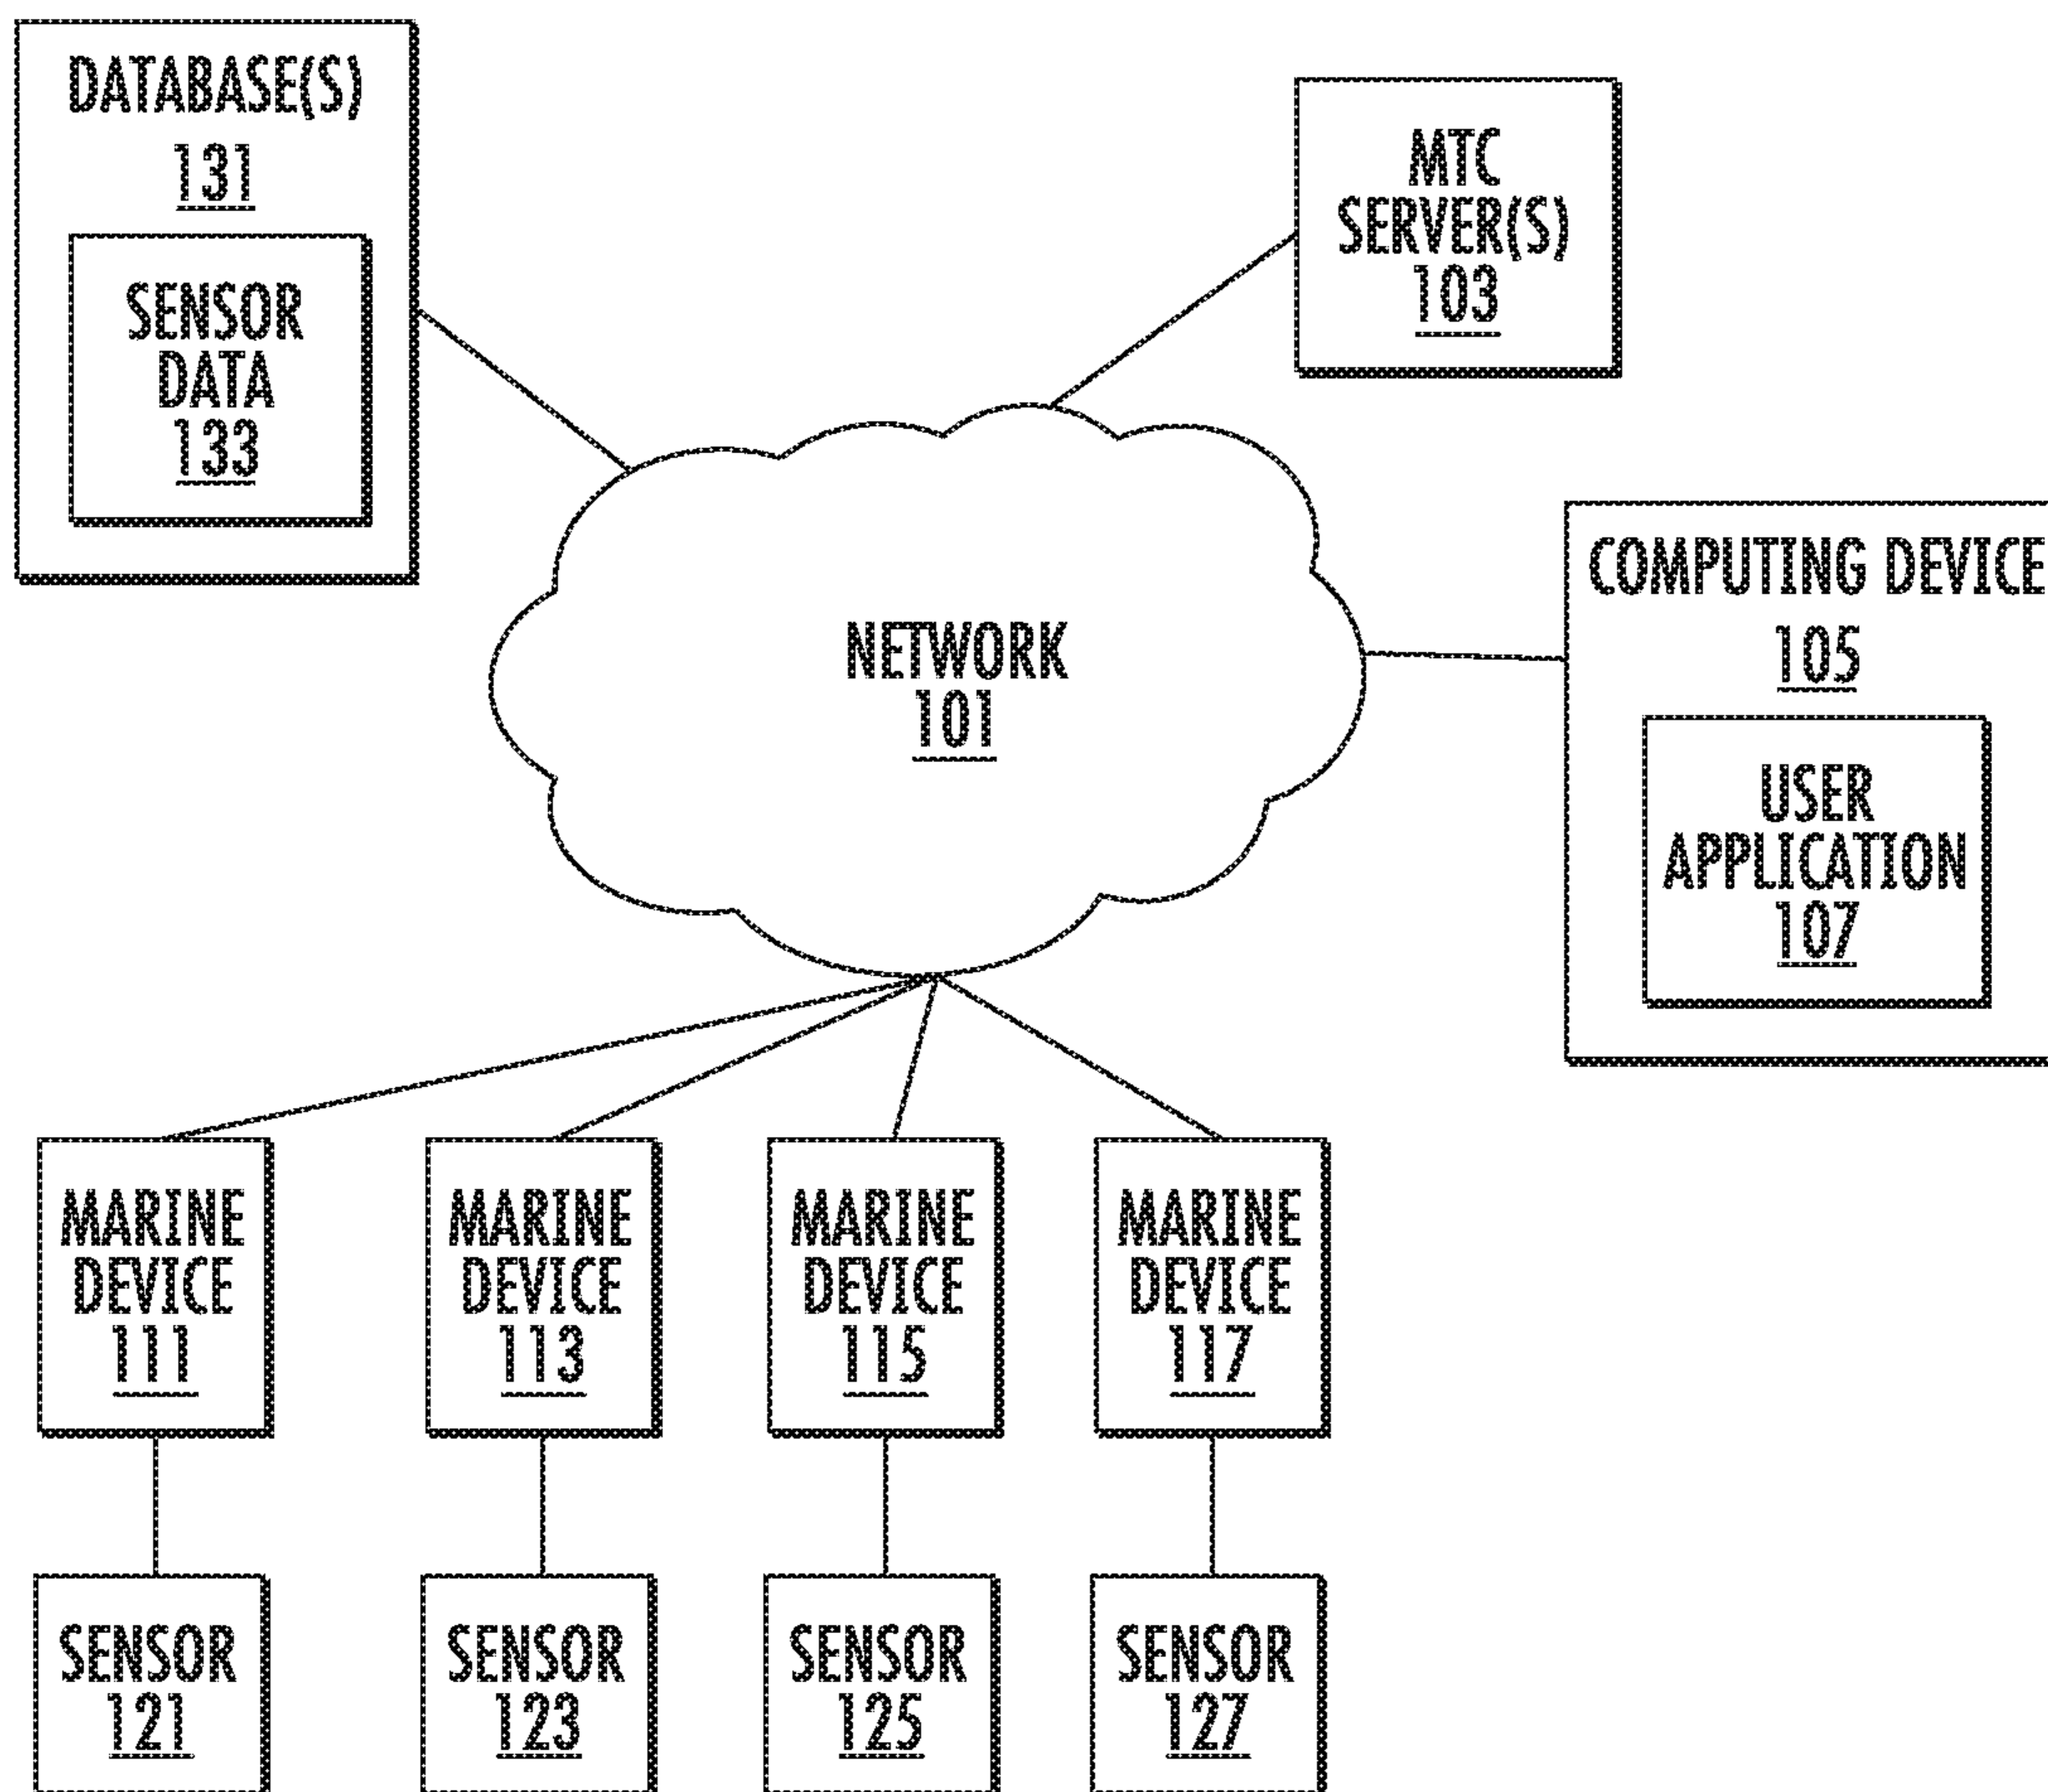 DATABASE(S)
131
SENSOR
DATA
133
MTC
SERVER(S)
103
NETWORK
101
COMPUTING DEVICE
105
USER
APPLICATION
107
MARINE
DEVICE
111
MARINE
DEVICE
113
MARINE
DEVICE
115
MARINE
DEVICE
117
SENSOR
121
SENSOR
123
SENSOR
125
SENSOR
127